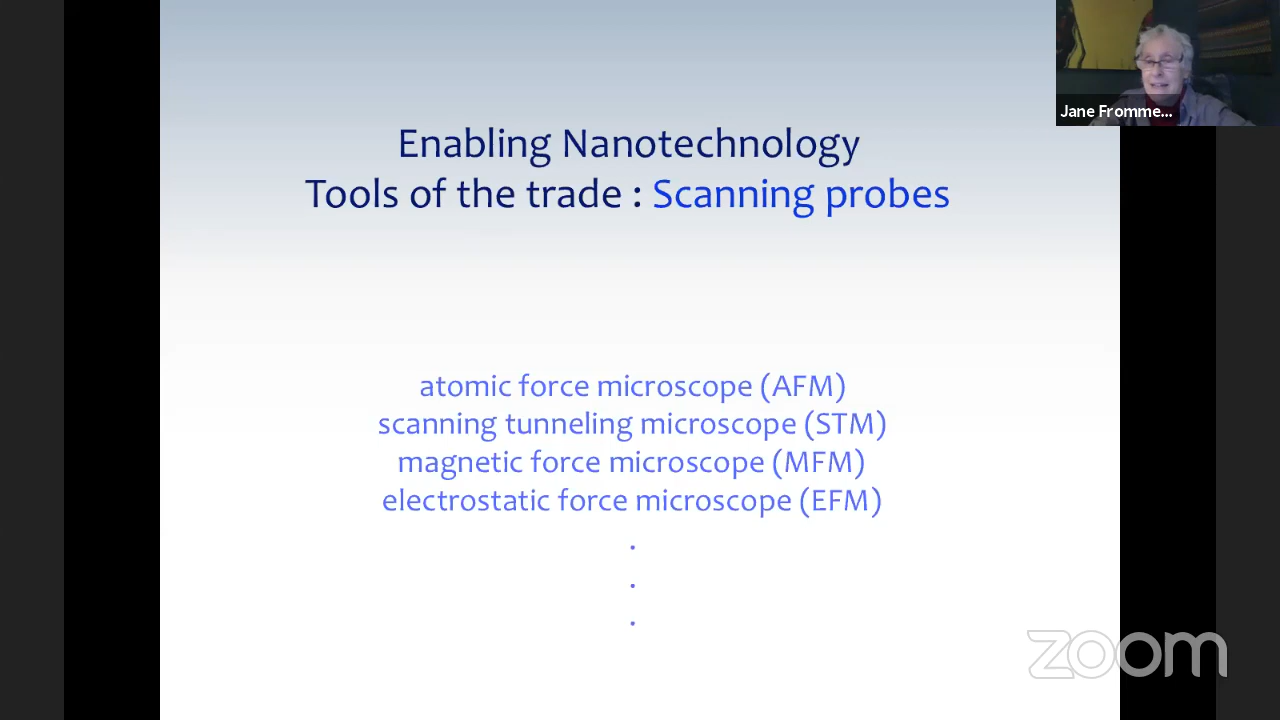 Enabling Nanotechnology
Tools of the trade : Scanning probes
atomic force microscope (AFM)
scanning tunneling microscope (STM)
magnetic force microscope (MFM)
electrostatic force microscope (EFM)
.
.
.
Jane Fromme...
zoom